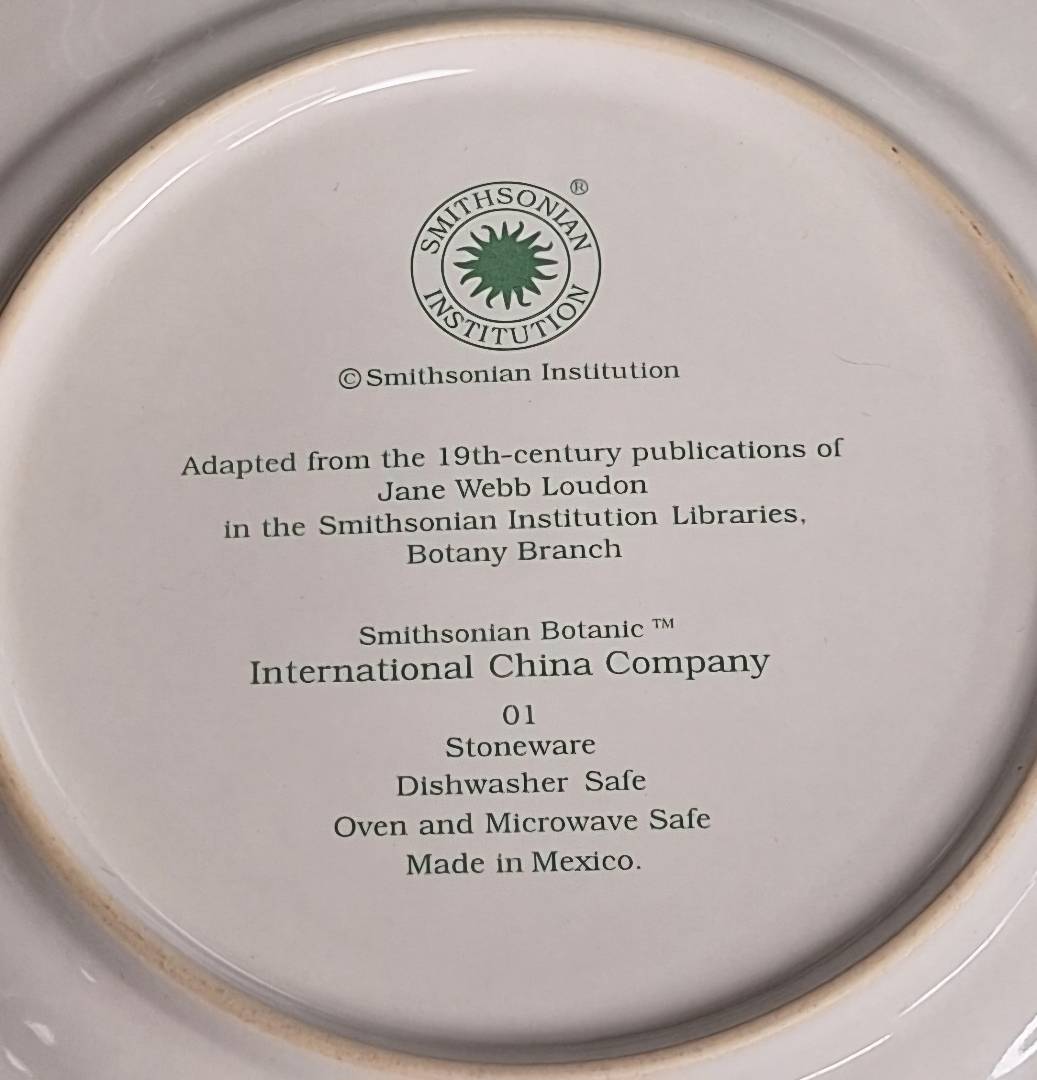 SMITHSONIAN ®
INSTITUTION
© Smithsonian Institution
Adapted from the 19th-century publications of
Jane Webb Loudon
in the Smithsonian Institution Libraries,
Botany Branch
Smithsonian Botanic ™
International China Company
01
Stoneware
Dishwasher Safe
Oven and Microwave Safe
Made in Mexico.